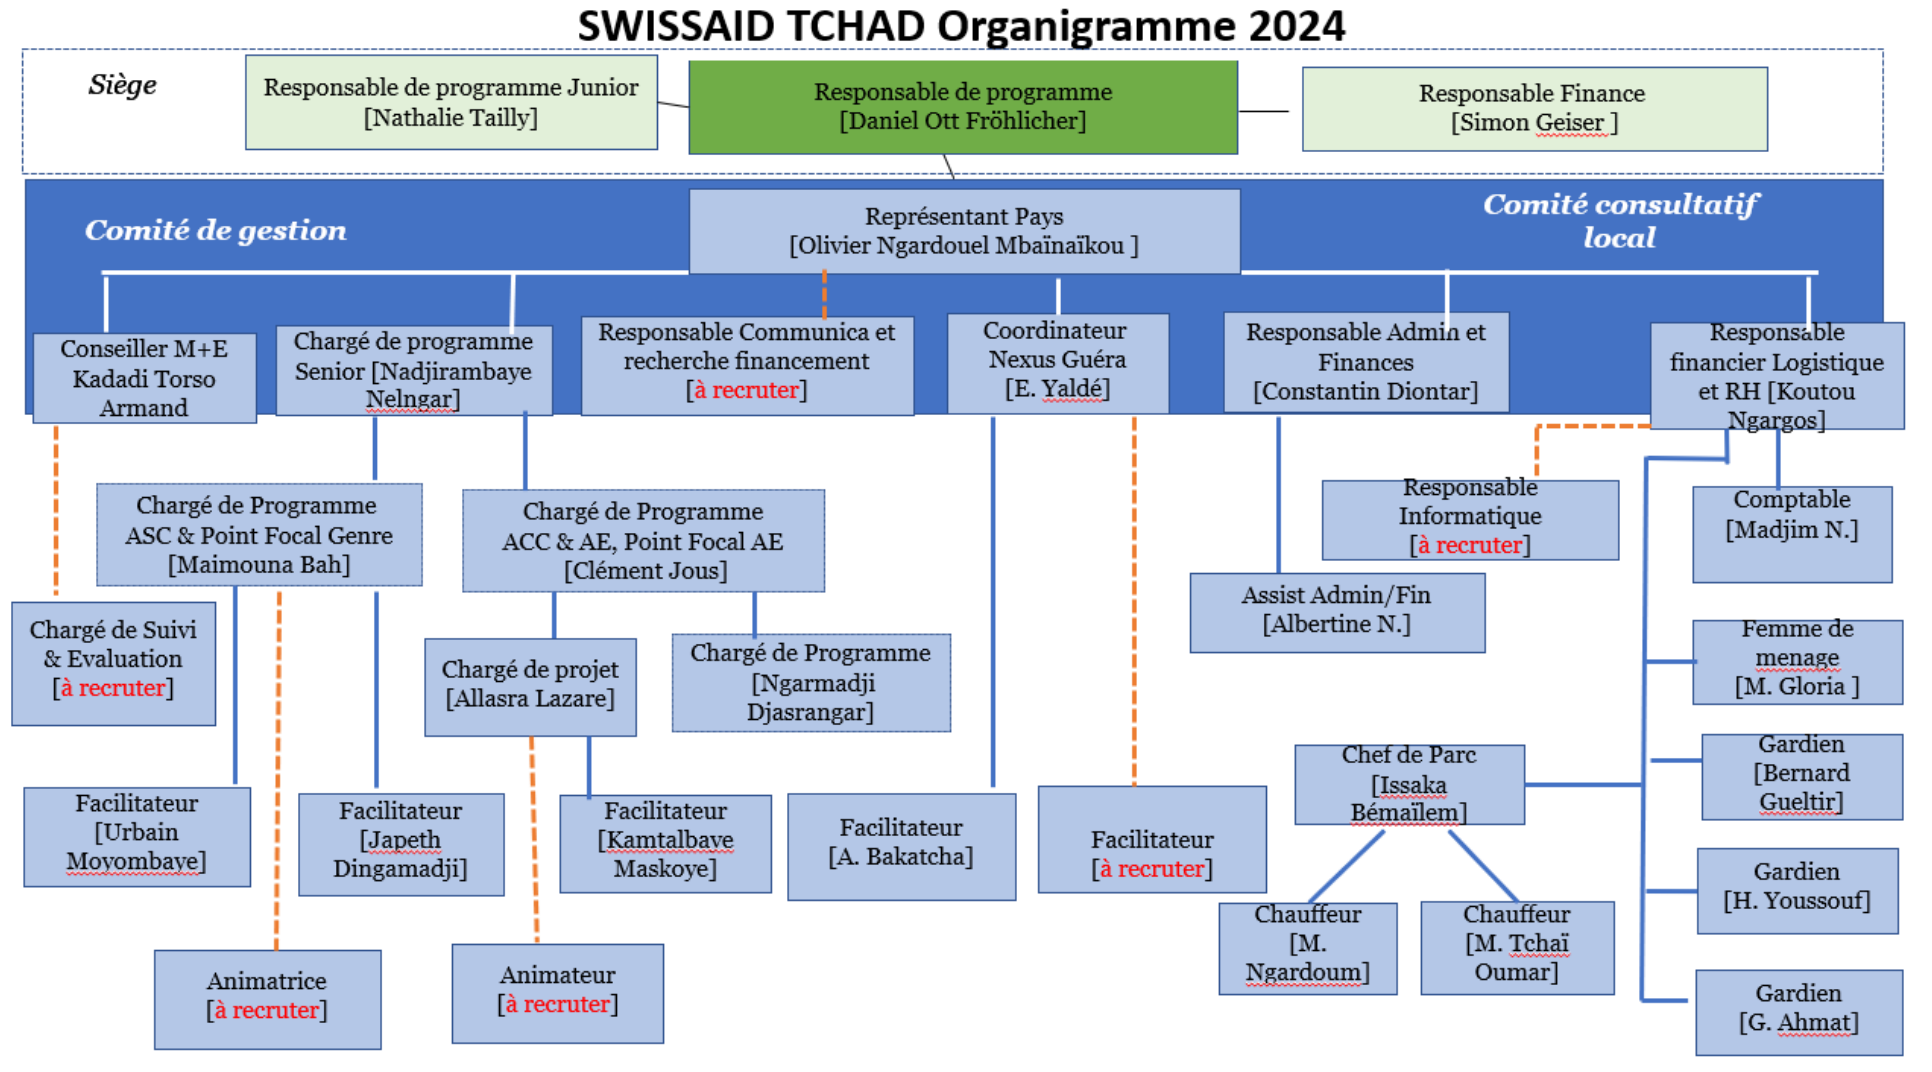 SWISSAID TCHAD Organigramme 2024
Siège
Responsable de programme Junior
[Nathalie Tailly]
Responsable de programme
[Daniel Ott Fröhlicher]
Responsable Finance
[Simon Geiser ]
Comité de gestion
Représentant Pays
[Olivier Ngardouel Mbaïnaïkou ]
Comité consultatif
local
Conseiller M+E
Kadadi Torso
Armand
Chargé de programme
Senior [Nadjirambaye
Nelngar]
Responsable Communica et
recherche financement
[à recruter]
Coordinateur
Nexus Guéra
[E. Yaldé]
Responsable Admin et
Finances
[Constantin Diontar]
Responsable
financier Logistique
et RH [Koutou
Ngargos]
Chargé de Programme
ASC & Point Focal Genre
[Maimouna Bah]
Chargé de Programme
ACC & AE, Point Focal AE
[Clément Jous]
Responsable
Informatique
[à recruter]
Comptable
[Madjim N.]
Assist Admin/Fin
[Albertine N.]
Chargé de Suivi
& Evaluation
[à recruter]
Chargé de projet
[Allasra Lazare]
Chargé de Programme
[Ngarmadji
Djasrangar]
Femme de
menage
[M. Gloria ]
Chef de Parc
[Issaka
Bémaïlem]
Gardien
[Bernard
Gueltir]
Facilitateur
[Urbain
Moyombaye]
Facilitateur
[Japeth
Dingamadji]
Facilitateur
[Kamtalbaye
Maskoye]
Facilitateur
[A. Bakatcha]
Facilitateur
[à recruter]
Gardien
[H. Youssouf]
Chauffeur
[M.
Ngardoum]
Chauffeur
[M. Tchaï
Oumar]
Animatrice
[à recruter]
Animateur
[à recruter]
Gardien
[G. Ahmat]